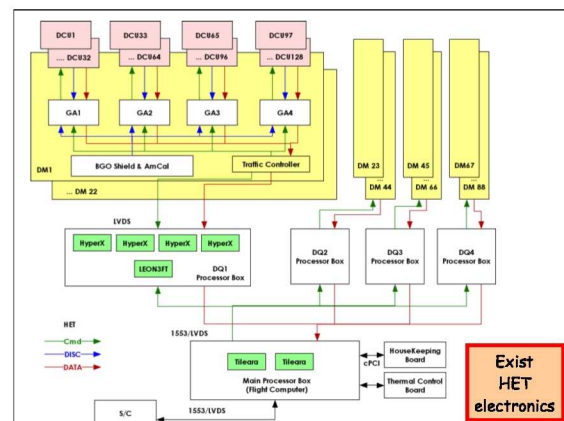 DCU1
DCU33
DCU65
DCU97
.... DCU32
... DCU64
... DCU96
... DCU128
GA1
GA2
GA3
GA4
BGO Shield & AmCal
Traffic Controller
DM1
... DM 22
DM 23
DM 45
DM67
...
...
...
DM 44
DM 66
DM 88
LVDS
HyperX
HyperX
HyperX
HyperX
LEON3FT
DQ1
Processor Box
DQ2
Processor Box
DQ3
Processor Box
DQ4
Processor Box
HET
Cmd
DISC
DATA
1553/LVDS
Tileara
Tileara
Main Processor Box
(Flight Computer)
cPCI
HouseKeeping
Board
Thermal Control
Board
1553/LVDS
S/C
Exist
HET
electronics